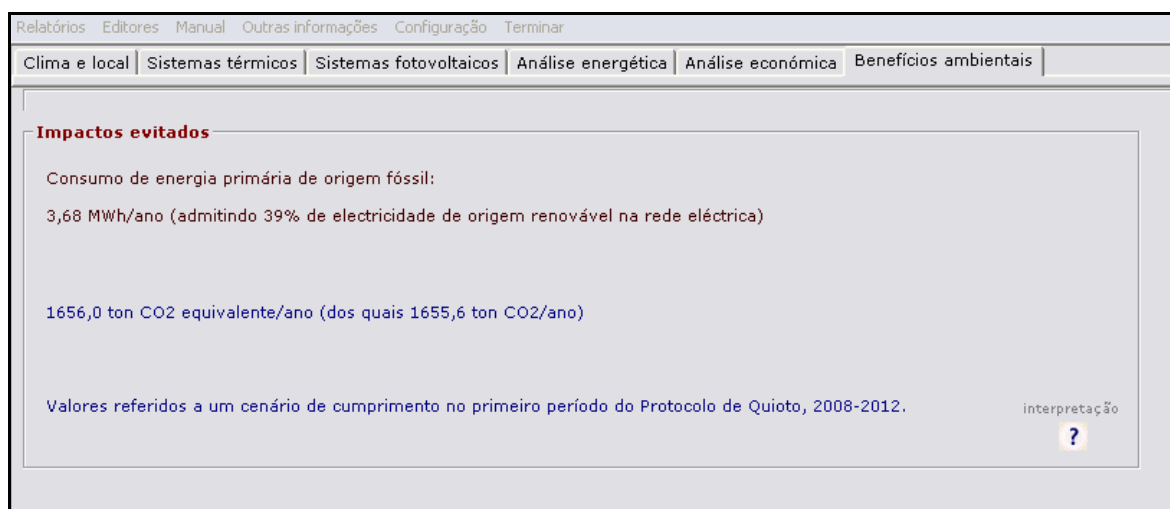 Relatórios Editores Manual Outras informações Configuração Terminar
Clima e local Sistemas térmicos Sistemas fotovoltaicos Análise energética Análise económica Benefícios ambientais
Impactos evitados
Consumo de energia primária de origem fóssil:
3,68 MWh/ano (admitindo 39% de electricidade de origem renovável na rede eléctrica)
1656,0 ton CO2 equivalente/ano (dos quais 1655,6 ton CO2/ano)
Valores referidos a um cenário de cumprimento no primeiro período do Protocolo de Quioto, 2008-2012.
interpretação
?